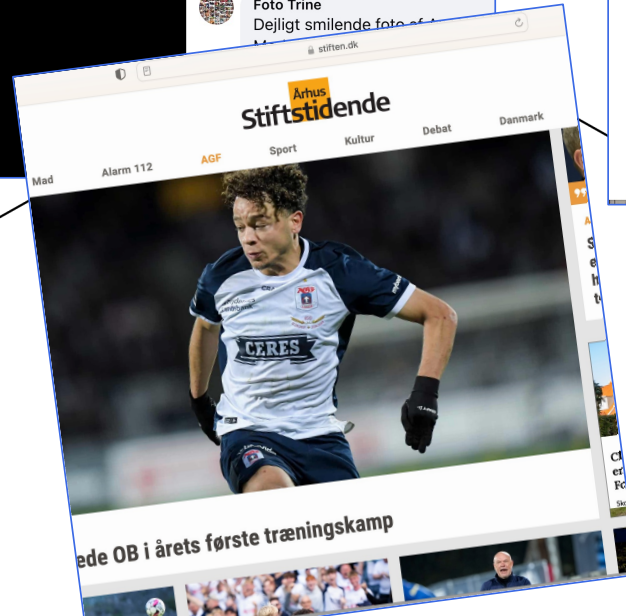 Foto Trine
Dejligt smilende foto af
stiften.dk
Århus
Stiftstidende
Mad
Alarm 112
AGF
Sport
Kultur
Debat
Danmark
CERES
ede OB i årets første træningskamp